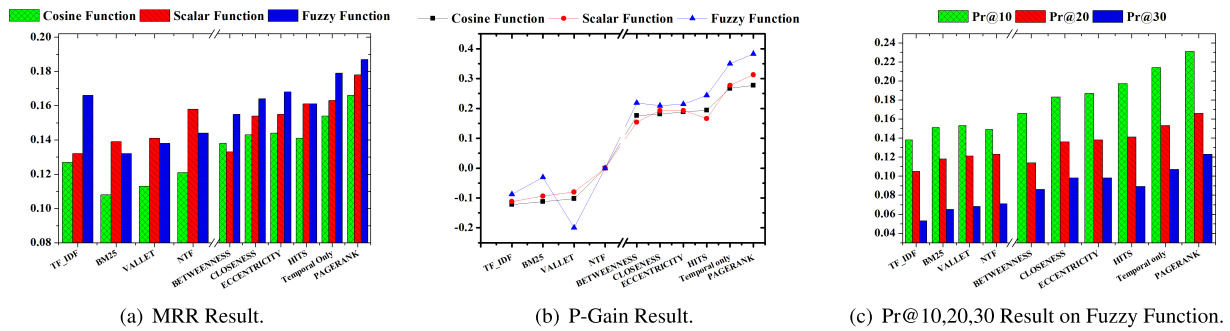 Cosine Function Scalar Function Fuzzy Function
0.20
0.18
0.16
0.14
0.12
0.10
0.08
TF_IDF
BM25
VALLET
NTF
BETWEENNESS
CLOSENESS
ECCENTRICITY
HITS
Temporal Only
PAGERANK
(a) MRR Result.
Cosine Function Scalar Function Fuzzy Function
0.4
0.3
0.2
0.1
0.0
-0.1
-0.2
TF_IDF
BM25
VALLET
NTF
BETWEENNESS
CLOSENESS
ECCENTRICITY
HITS
Temporal only
PAGERANK
(b) P-Gain Result.
Pr@10 Pr@20 Pr@30
0.24
0.22
0.20
0.18
0.16
0.14
0.12
0.10
0.08
0.06
0.04
TF_IDF
BM25
VALLET
NTF
BETWEENNESS
CLOSENESS
ECCENTRICITY
HITS
Temporal only
PAGERANK
(c) Pr@10,20,30 Result on Fuzzy Function.